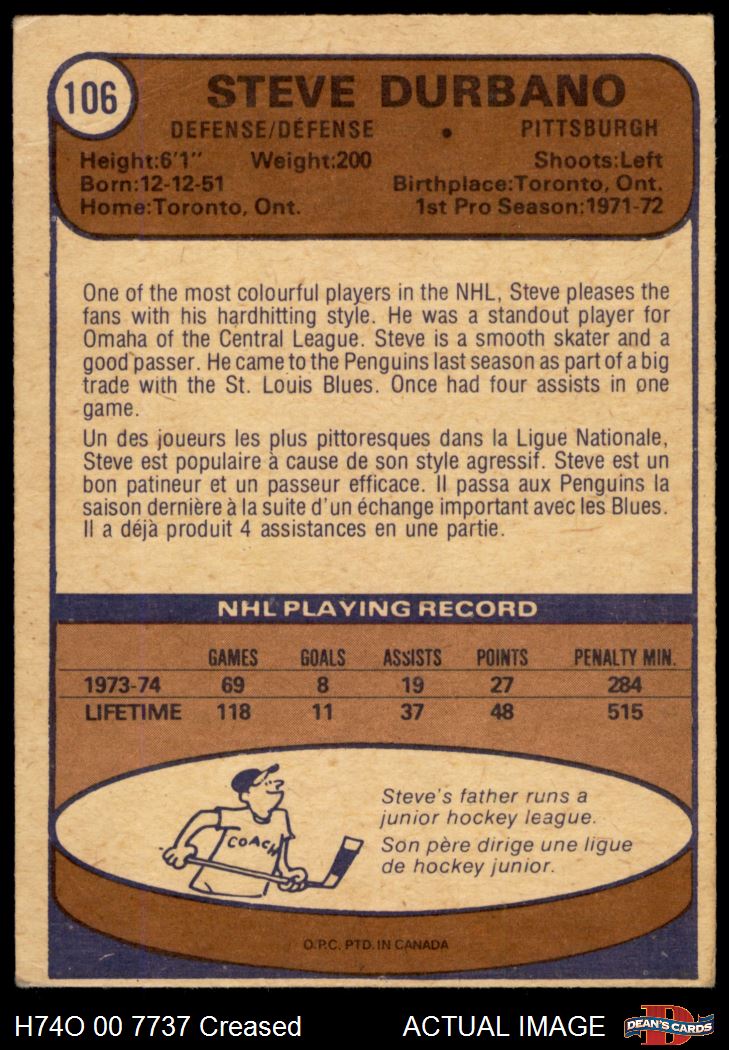 106
STEVE DURBANO
DEFENSE/DÉFENSE • PITTSBURGH
Height:6'1" Weight:200 Shoots:Left
Born:12-12-51 Birthplace:Toronto, Ont.
Home:Toronto, Ont. 1st Pro Season:1971-72
One of the most colourful players in the NHL, Steve pleases the
fans with his hardhitting style. He was a standout player for
Omaha of the Central League. Steve is a smooth skater and a
good passer. He came to the Penguins last season as part of a big
trade with the St. Louis Blues. Once had four assists in one
game.
Un des joueurs les plus pittoresques dans la Ligue Nationale,
Steve est populaire à cause de son style agressif. Steve est un
bon patineur et un passeur efficace. Il passa aux Penguins la
saison dernière à la suite d'un échange important avec les Blues.
Il a déjà produit 4 assistances en une partie.
NHL PLAYING RECORD
GAMES GOALS ASSISTS POINTS PENALTY MIN.
1973-74 69 8 19 27 284
LIFETIME 118 11 37 48 515
Steve's father runs a
junior hockey league.
Son père dirige une ligue
de hockey junior.
COACH
O.P.C. PTD. IN CANADA
H74O 00 7737 Creased ACTUAL IMAGE
D
DEAN'S CARDS